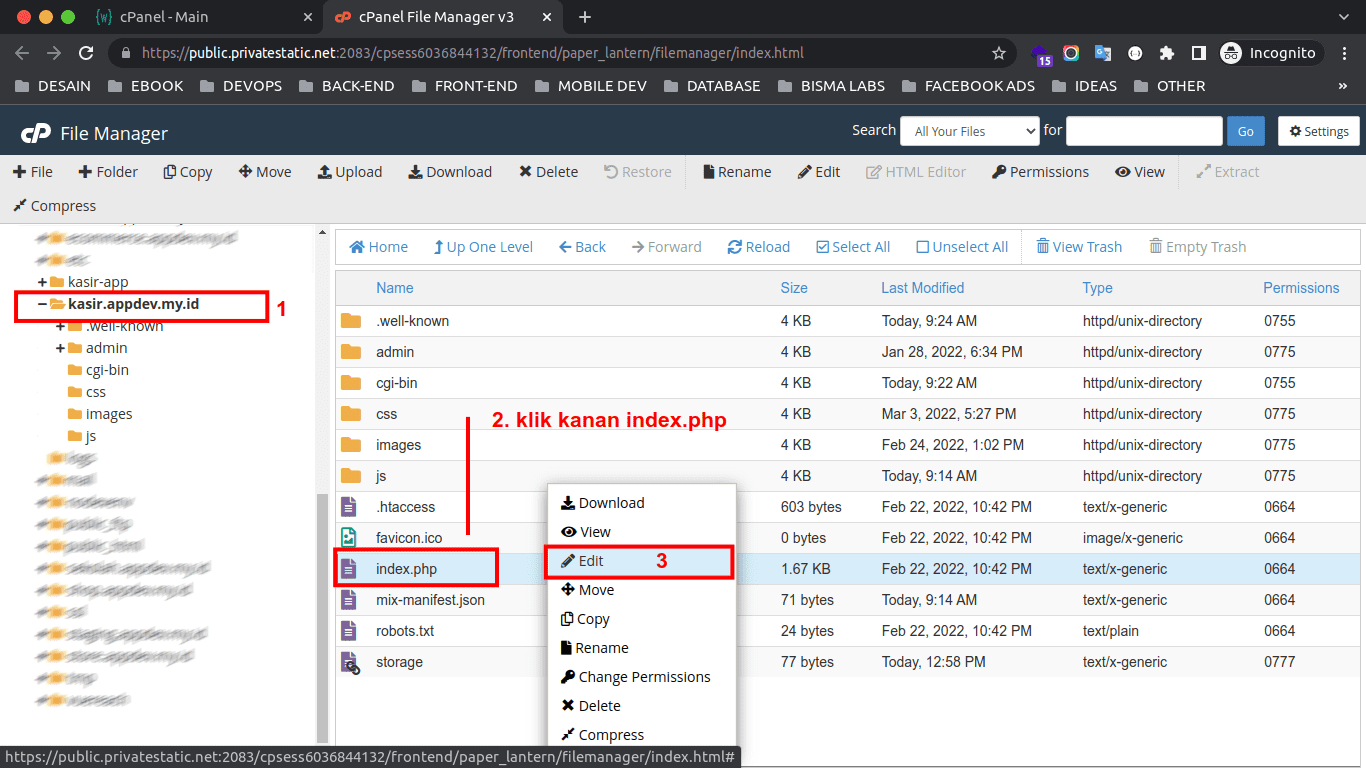 cPanel - Main
cPanel File Manager v3
https://public.privatestatic.net:2083/cpsess6036844132/frontend/paper_lantern/filemanager/index.html
15
Incognito
DESAIN EBOOK DEVOPS BACK-END FRONT-END MOBILE DEV DATABASE BISMA LABS FACEBOOK ADS IDEAS OTHER »
cP File Manager
Search All Your Files for Go Settings
File Folder Copy Move Upload Download Delete Restore Rename Edit HTML Editor Permissions View Extract
Compress
kasir-app
kasir.appdev.my.id
1
.well-known
admin
cgi-bin
css
images
js
Home Up One Level Back Forward Reload Select All Unselect All View Trash Empty Trash
Name Size Last Modified Type Permissions
.well-known 4 KB Today, 9:24 AM httpd/unix-directory 0755
admin 4 KB Jan 28, 2022, 6:34 PM httpd/unix-directory 0775
cgi-bin 4 KB Today, 9:22 AM httpd/unix-directory 0755
css 4 KB Mar 3, 2022, 5:27 PM httpd/unix-directory 0775
2. klik kanan index.php
images 4 KB Feb 24, 2022, 1:02 PM httpd/unix-directory 0775
js 4 KB Today, 9:14 AM httpd/unix-directory 0775
.htaccess 603 bytes Feb 22, 2022, 10:42 PM text/x-generic 0664
favicon.ico 0 bytes Feb 22, 2022, 10:42 PM image/x-generic 0664
index.php 1.67 KB Feb 22, 2022, 10:42 PM text/x-generic 0664
mix-manifest.json 71 bytes Today, 9:14 AM text/x-generic 0664
robots.txt 24 bytes Feb 22, 2022, 10:42 PM text/plain 0664
storage 77 bytes Today, 12:58 PM text/x-generic 0777
Download
View
Edit
3
Move
Copy
Rename
Change Permissions
Delete
Compress
https://public.privatestatic.net:2083/cpsess6036844132/frontend/paper_lantern/filemanager/index.html#